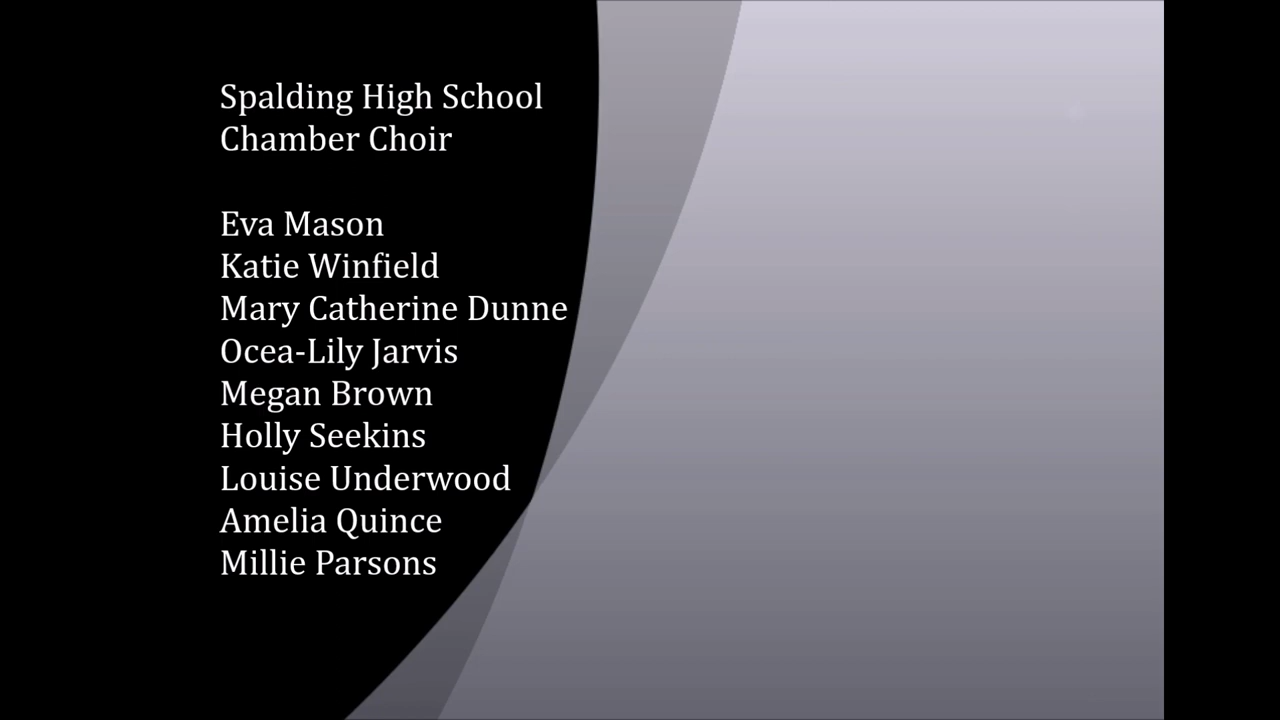 Spalding High School
Chamber Choir
Eva Mason
Katie Winfield
Mary Catherine Dunne
Ocea-Lily Jarvis
Megan Brown
Holly Seekins
Louise Underwood
Amelia Quince
Millie Parsons